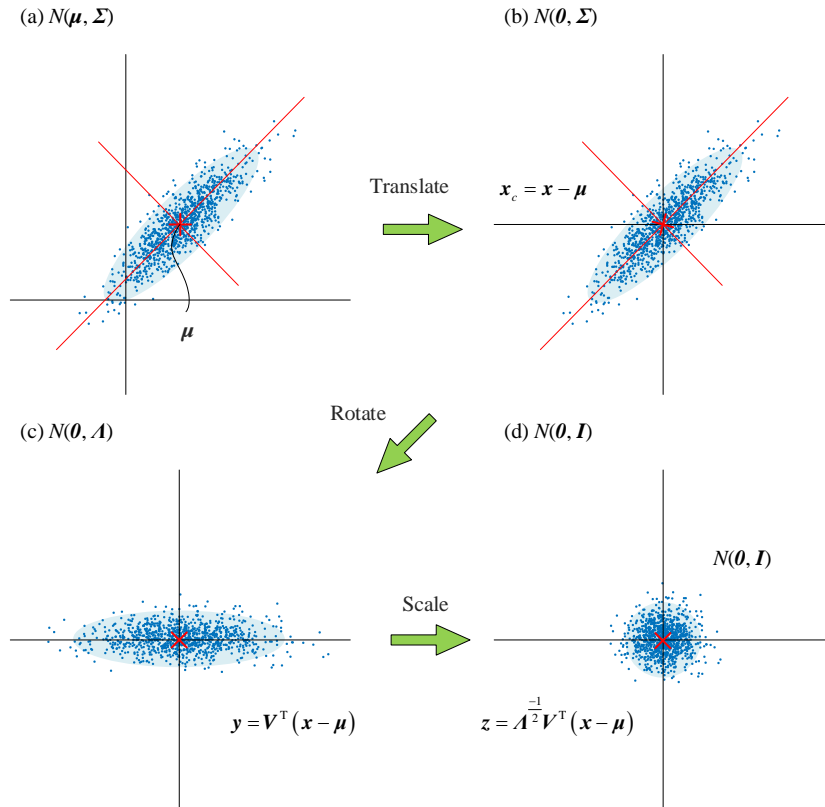 (a) N(μ, Σ)
(b) N(0, Σ)
Translate
x_c = x − μ
μ
Rotate
(c) N(0, Λ)
(d) N(0, I)
N(0, I)
Scale
y = V^T (x − μ)
z = Λ^(-1/2) V^T (x − μ)